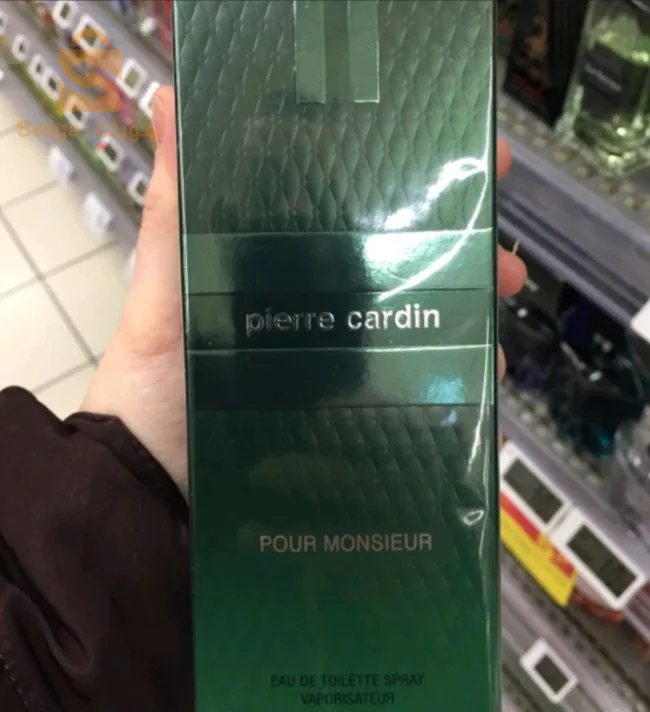 pierre cardin
POUR MONSIEUR
EAU DE TOILETTE SPRAY
VAPORISATEUR